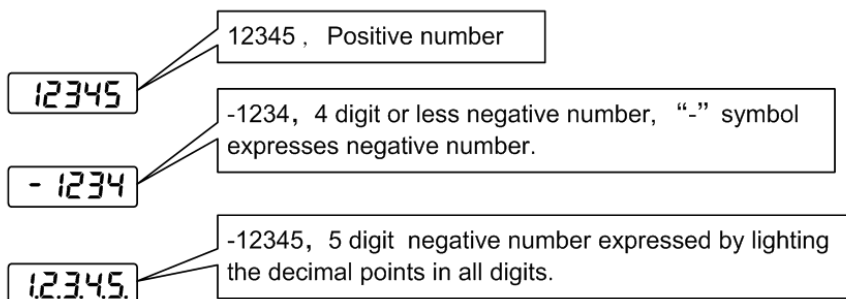 12345， Positive number
12345
-1234， 4 digit or less negative number， “-” symbol
expresses negative number.
- 1234
-12345， 5 digit negative number expressed by lighting
the decimal points in all digits.
1.2.3.4.5.